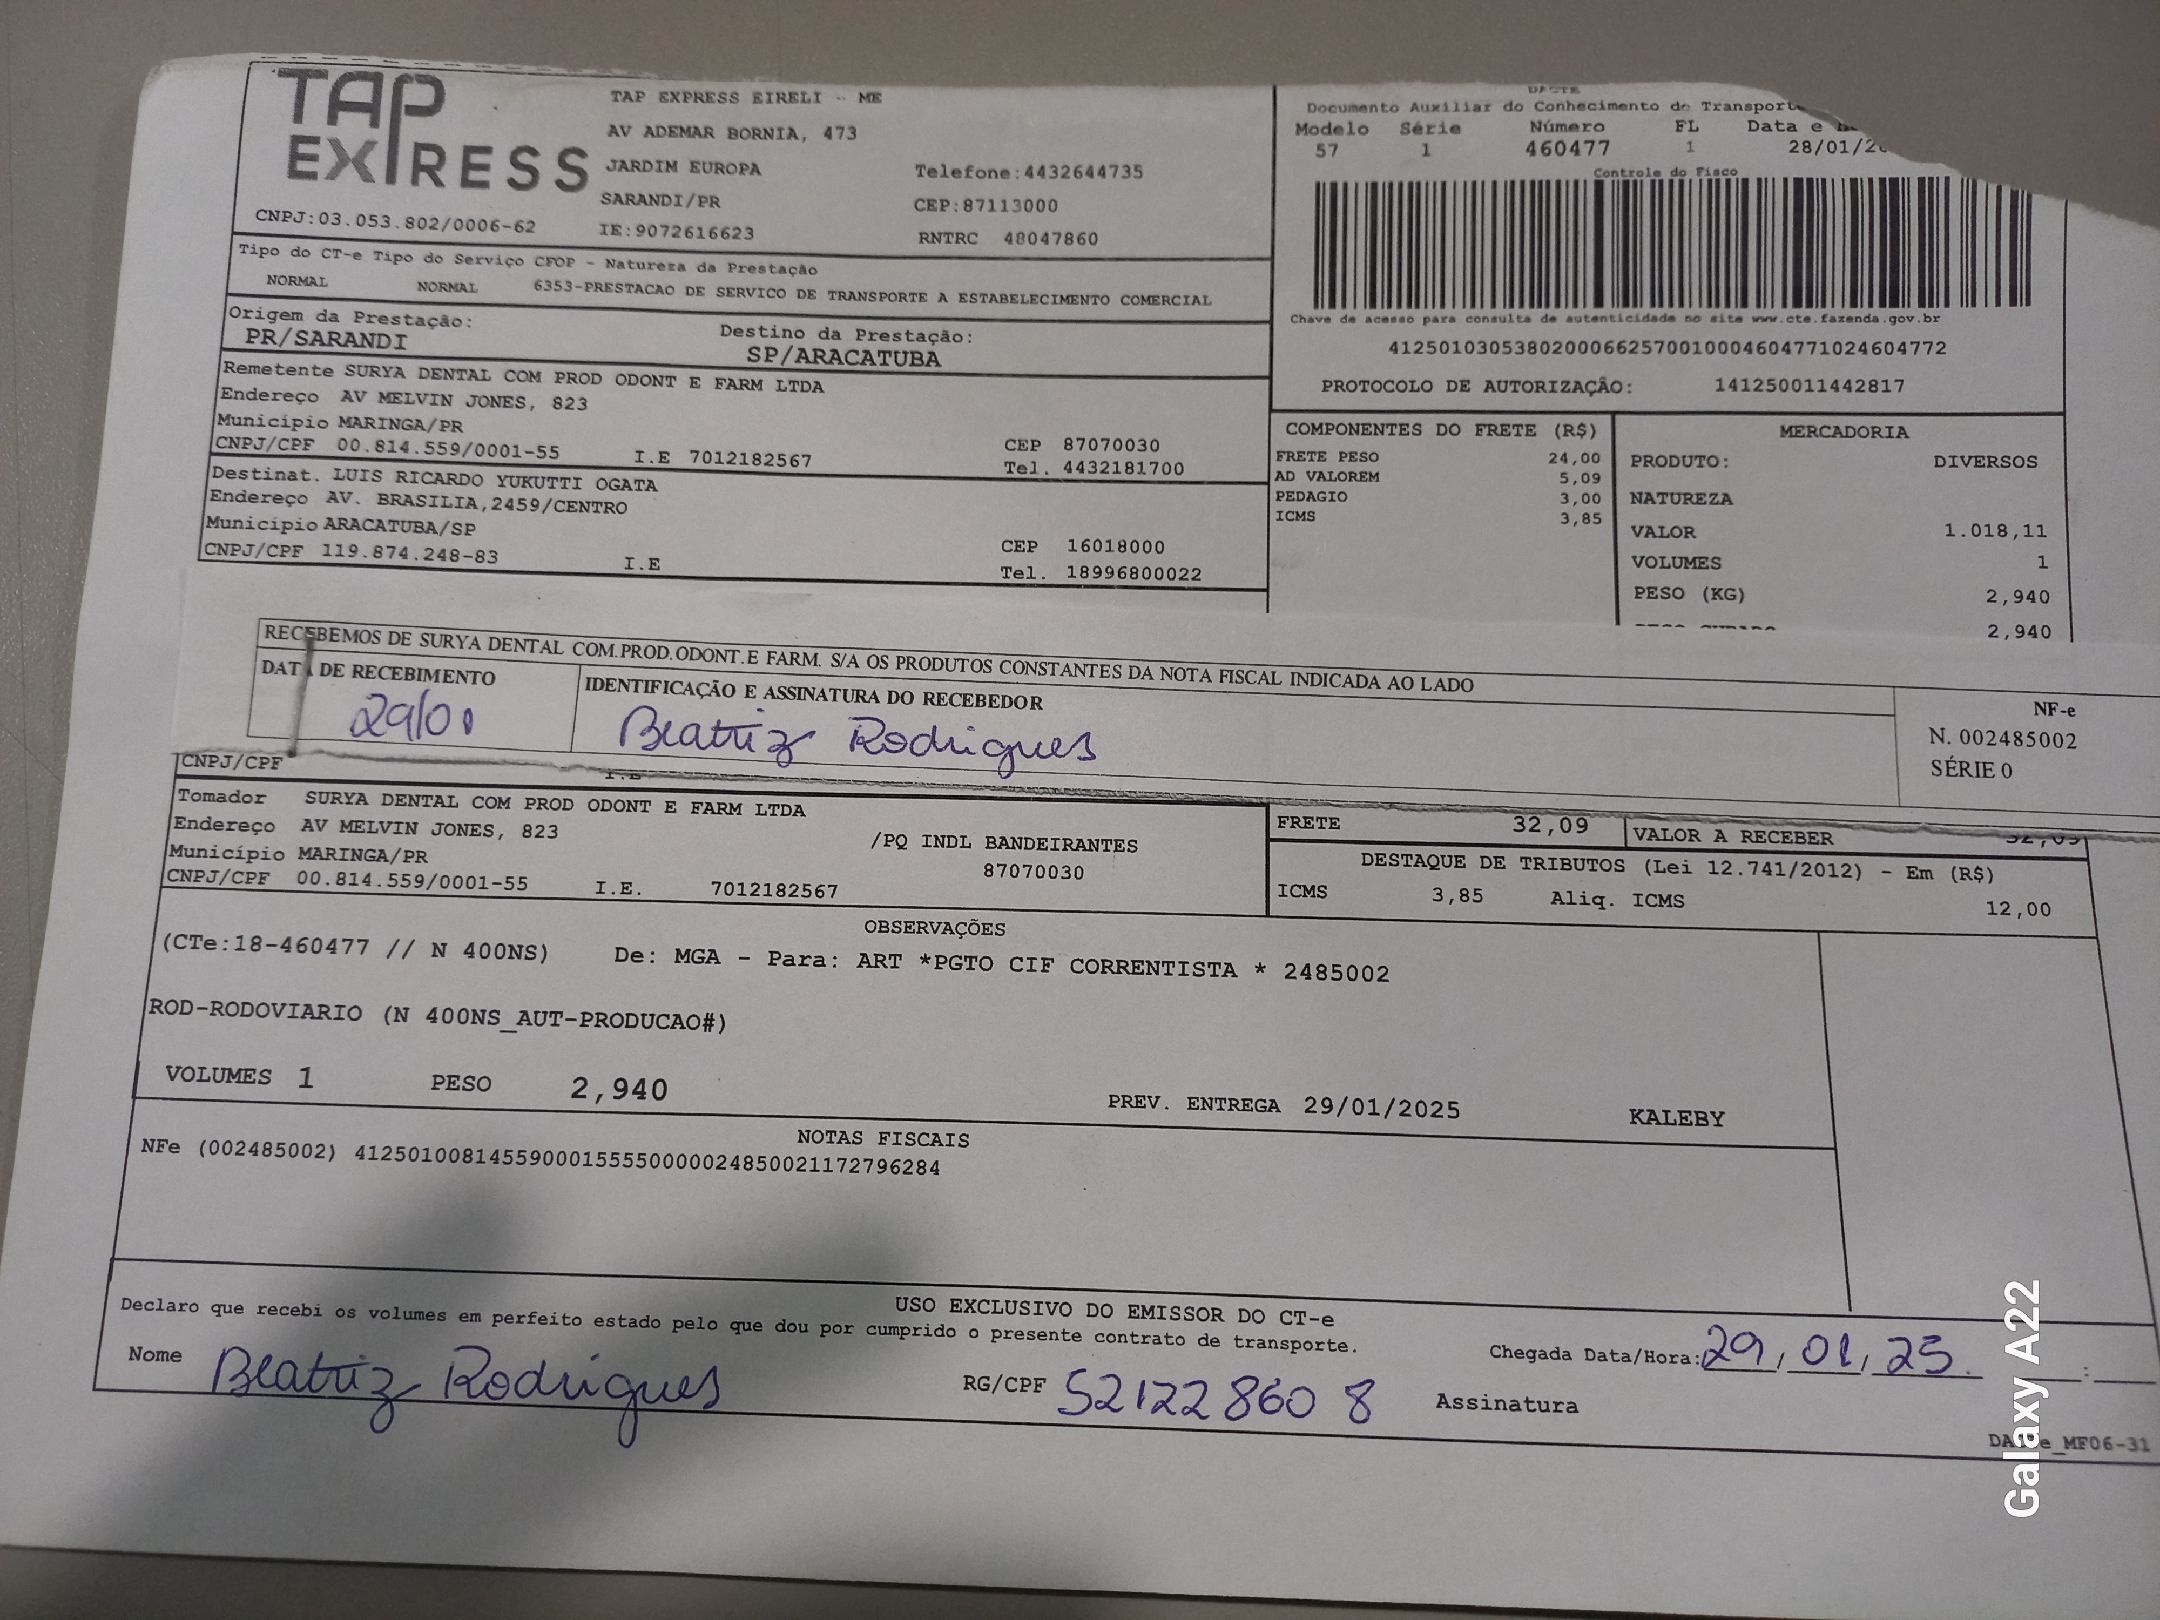 TAP
EXPRESS
TAP EXPRESS EIRELI - ME
AV ADEMAR BORNIA, 473
JARDIM EUROPA Telefone:4432644735
SARANDI/PR CEP:87113000
CNPJ:03.053.802/0006-62 IE:9072616623 RNTRC 48047860
DACTE
Documento Auxiliar do Conhecimento de Transporte
Modelo Série Número FL Data e
57 1 460477 1 28/01/20
Controle do Fisco
Chave de acesso para consulta de autenticidade no site www.cte.fazenda.gov.br
41250103053802000662570010004604771024604772
PROTOCOLO DE AUTORIZAÇÃO: 141250011442817
Tipo do CT-e Tipo do Serviço CFOP - Natureza da Prestação
NORMAL NORMAL 6353-PRESTACAO DE SERVICO DE TRANSPORTE A ESTABELECIMENTO COMERCIAL
Origem da Prestação: Destino da Prestação:
PR/SARANDI SP/ARACATUBA
Remetente SURYA DENTAL COM PROD ODONT E FARM LTDA
Endereço AV MELVIN JONES, 823
Município MARINGA/PR CEP 87070030
CNPJ/CPF 00.814.559/0001-55 I.E 7012182567 Tel. 4432181700
Destinat. LUIS RICARDO YUKUTTI OGATA
Endereço AV. BRASILIA,2459/CENTRO
Município ARACATUBA/SP CEP 16018000
CNPJ/CPF 119.874.248-83 I.E Tel. 18996800022
COMPONENTES DO FRETE (R$)
FRETE PESO 24,00
AD VALOREM 5,09
PEDAGIO 3,00
ICMS 3,85
MERCADORIA
PRODUTO: DIVERSOS
NATUREZA
VALOR 1.018,11
VOLUMES 1
PESO (KG) 2,940
2,940
RECEBEMOS DE SURYA DENTAL COM.PROD.ODONT.E FARM. S/A OS PRODUTOS CONSTANTES DA NOTA FISCAL INDICADA AO LADO
DATA DE RECEBIMENTO IDENTIFICAÇÃO E ASSINATURA DO RECEBEDOR
29/01 Beatriz Rodrigues
NF-e
N. 002485002
SÉRIE 0
CNPJ/CPF I.E
Tomador SURYA DENTAL COM PROD ODONT E FARM LTDA
Endereço AV MELVIN JONES, 823 /PQ INDL BANDEIRANTES
Município MARINGA/PR 87070030
CNPJ/CPF 00.814.559/0001-55 I.E. 7012182567
FRETE 32,09 VALOR A RECEBER 32,09
DESTAQUE DE TRIBUTOS (Lei 12.741/2012) - Em (R$)
ICMS 3,85 Aliq. ICMS 12,00
OBSERVAÇÕES
(CTe:18-460477 // N 400NS) De: MGA - Para: ART *PGTO CIF CORRENTISTA * 2485002
ROD-RODOVIARIO (N 400NS_AUT-PRODUCAO#)
VOLUMES 1 PESO 2,940 PREV. ENTREGA 29/01/2025 KALEBY
NOTAS FISCAIS
NFe (002485002) 41250100814559000155550000024850021172796284
USO EXCLUSIVO DO EMISSOR DO CT-e
Declaro que recebi os volumes em perfeito estado pelo que dou por cumprido o presente contrato de transporte.
Nome Beatriz Rodrigues RG/CPF 52122860 8 Assinatura
Chegada Data/Hora: 29/01/25 :
MF06-31
Galaxy A22